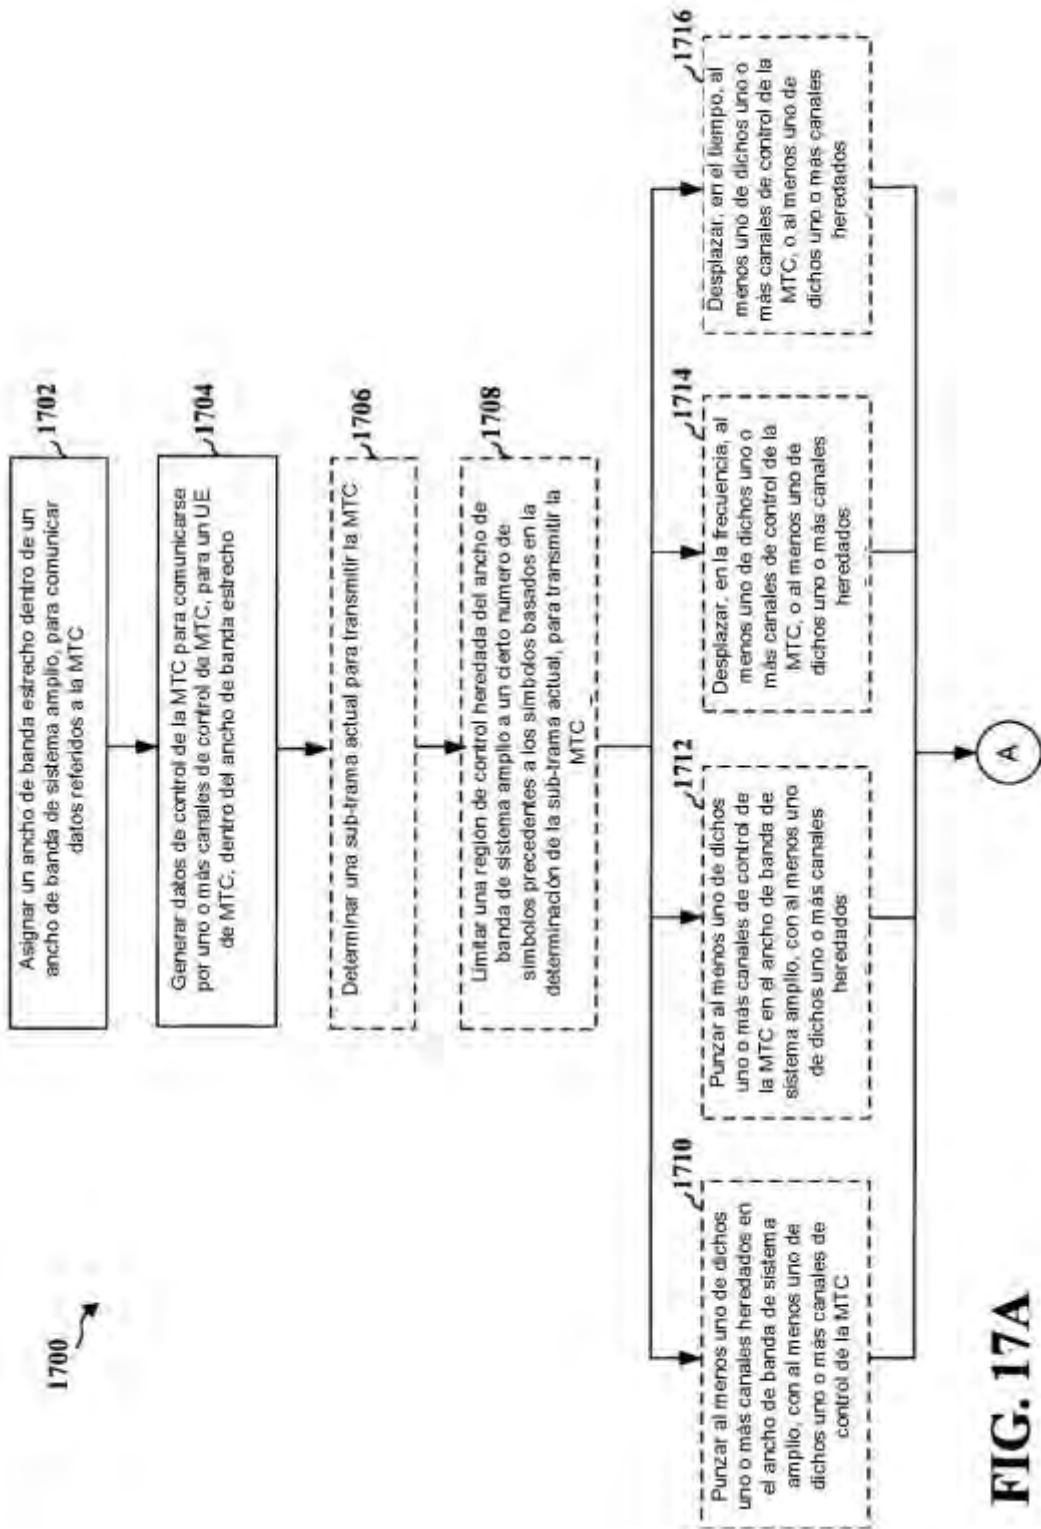 1700
1702
Asignar un ancho de banda estrecho dentro de un
ancho de banda de sistema amplio, para comunicar
datos referidos a la MTC
1704
Generar datos de control de la MTC para comunicarse
por uno o más canales de control de MTC, para un UE
de MTC, dentro del ancho de banda estrecho
1706
Determinar una sub-trama actual para transmitir la MTC
1708
Limitar una región de control heredada del ancho de
banda de sistema amplio a un cierto número de
símbolos precedentes a los símbolos basados en la
determinación de la sub-trama actual, para transmitir la
MTC
1710
Punzar al menos uno de dichos
uno o más canales heredados en
el ancho de banda de sistema
amplio, con al menos uno de
dichos uno o más canales de
control de la MTC
1712
Punzar al menos uno de dichos
uno o más canales de control de
la MTC en el ancho de banda de
sistema amplio, con al menos uno
de dichos uno o más canales
heredados
1714
Desplazar, en la frecuencia, al
menos uno de dichos uno o
más canales de control de la
MTC, o al menos uno de
dichos uno o más canales
heredados
1716
Desplazar, en el tiempo, al
menos uno de dichos uno o
más canales de control de la
MTC, o al menos uno de
dichos uno o más canales
heredados
A
FIG. 17A